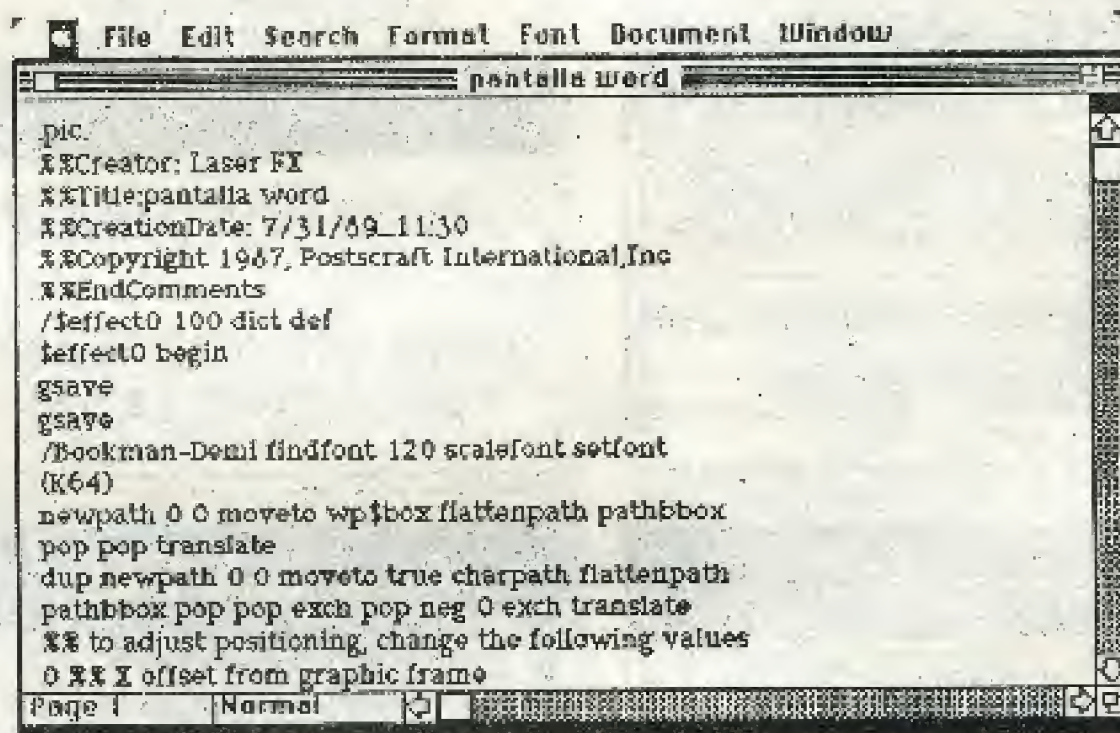 File Edit Search Format Font Document Window
pantalla word
.pic.
%%Creator: Laser FX
%%Title:pantalla word
%%CreationDate: 7/31/89_11:30
%%Copyright 1987, Postscraft International,Inc
%%EndComments
/$effect0 100 dict def
$effect0 begin
gsave
gsave
/Bookman-Demi findfont 120 scalefont setfont
(K64)
newpath 0 0 moveto wp$box flattenpath pathbbox
pop pop translate
dup newpath 0 0 moveto true charpath flattenpath
pathbbox pop pop exch pop neg 0 exch translate
%% to adjust positioning, change the following values
0 %% X offset from graphic frame
Page 1 Normal